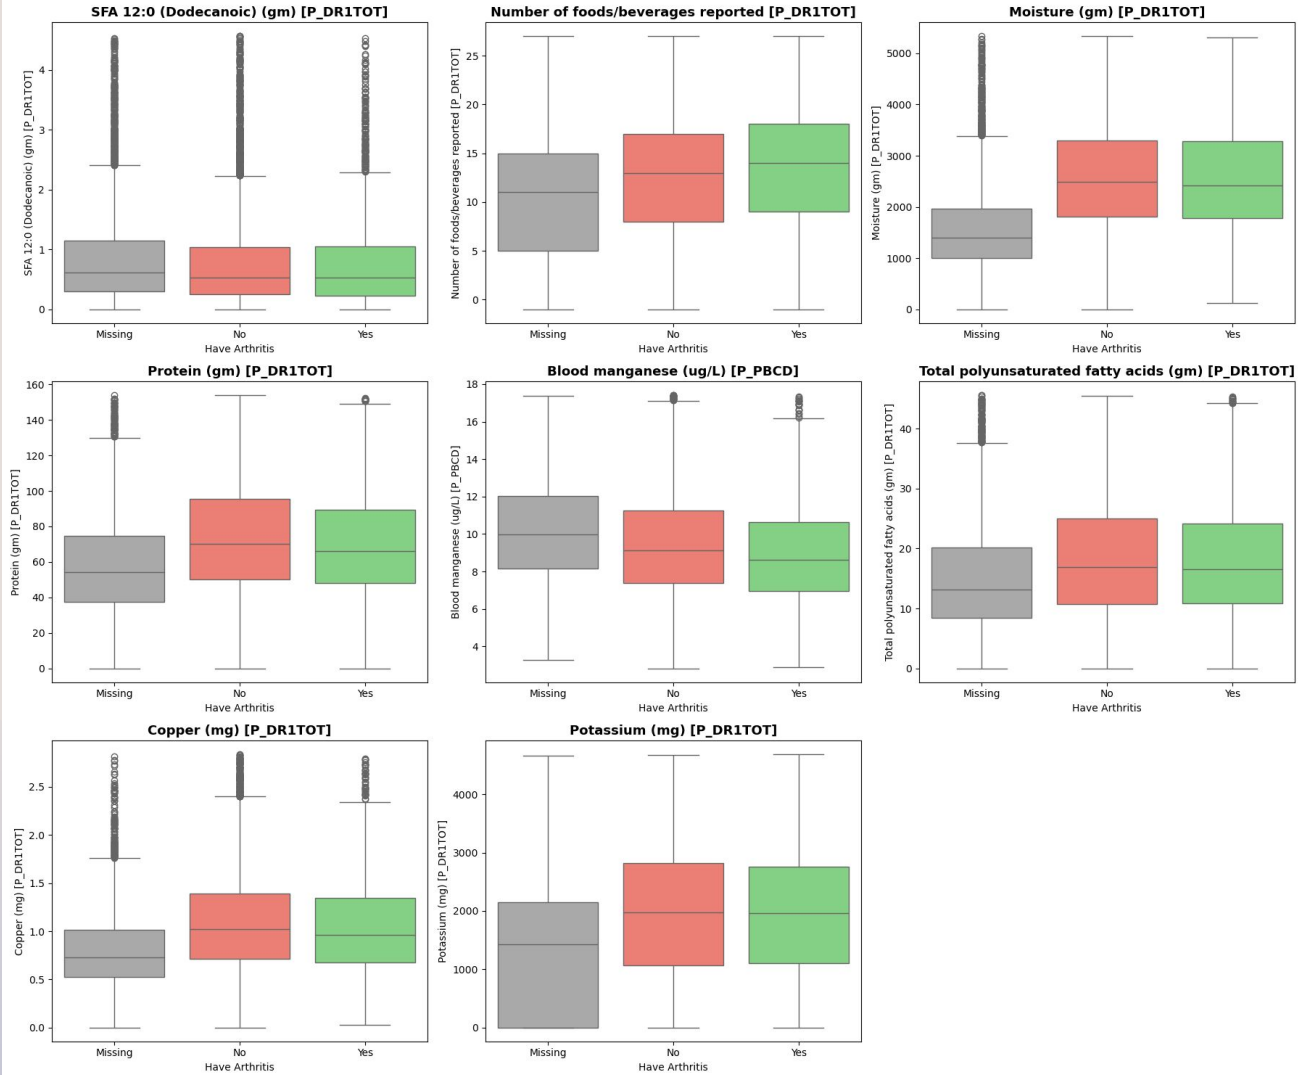 SFA 12:0 (Dodecanoic) (gm) [P_DR1TOT]
SFA 12:0 (Dodecanoic) (gm) [P_DR1TOT]
4
3
2
1
0
Missing No Yes
Have Arthritis
Number of foods/beverages reported [P_DR1TOT]
Number of foods/beverages reported [P_DR1TOT]
25
20
15
10
5
0
Missing No Yes
Have Arthritis
Moisture (gm) [P_DR1TOT]
Moisture (gm) [P_DR1TOT]
5000
4000
3000
2000
1000
0
Missing No Yes
Have Arthritis
Protein (gm) [P_DR1TOT]
Protein (gm) [P_DR1TOT]
160
140
120
100
80
60
40
20
0
Missing No Yes
Have Arthritis
Blood manganese (ug/L) [P_PBCD]
Blood manganese (ug/L) [P_PBCD]
18
16
14
12
10
8
6
4
Missing No Yes
Have Arthritis
Total polyunsaturated fatty acids (gm) [P_DR1TOT]
Total polyunsaturated fatty acids (gm) [P_DR1TOT]
40
30
20
10
0
Missing No Yes
Have Arthritis
Copper (mg) [P_DR1TOT]
Copper (mg) [P_DR1TOT]
2.5
2.0
1.5
1.0
0.5
0.0
Missing No Yes
Have Arthritis
Potassium (mg) [P_DR1TOT]
Potassium (mg) [P_DR1TOT]
4000
3000
2000
1000
0
Missing No Yes
Have Arthritis